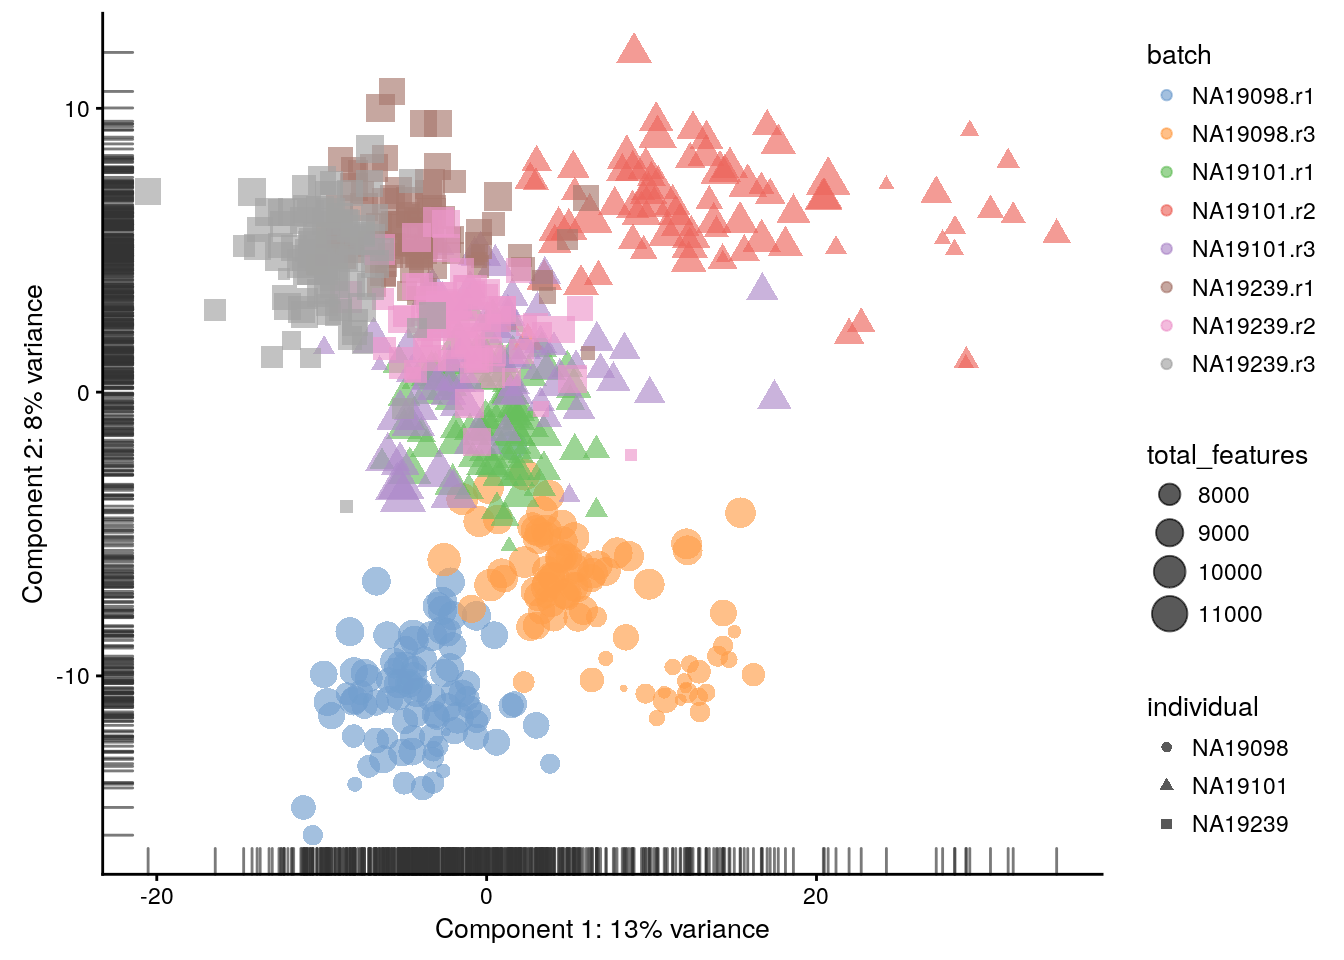 batch
NA19098.r1
NA19098.r3
NA19101.r1
NA19101.r2
NA19101.r3
NA19239.r1
NA19239.r2
NA19239.r3
total_features
8000
9000
10000
11000
individual
NA19098
NA19101
NA19239
Component 2: 8% variance
10
0
-10
-20
0
20
Component 1: 13% variance